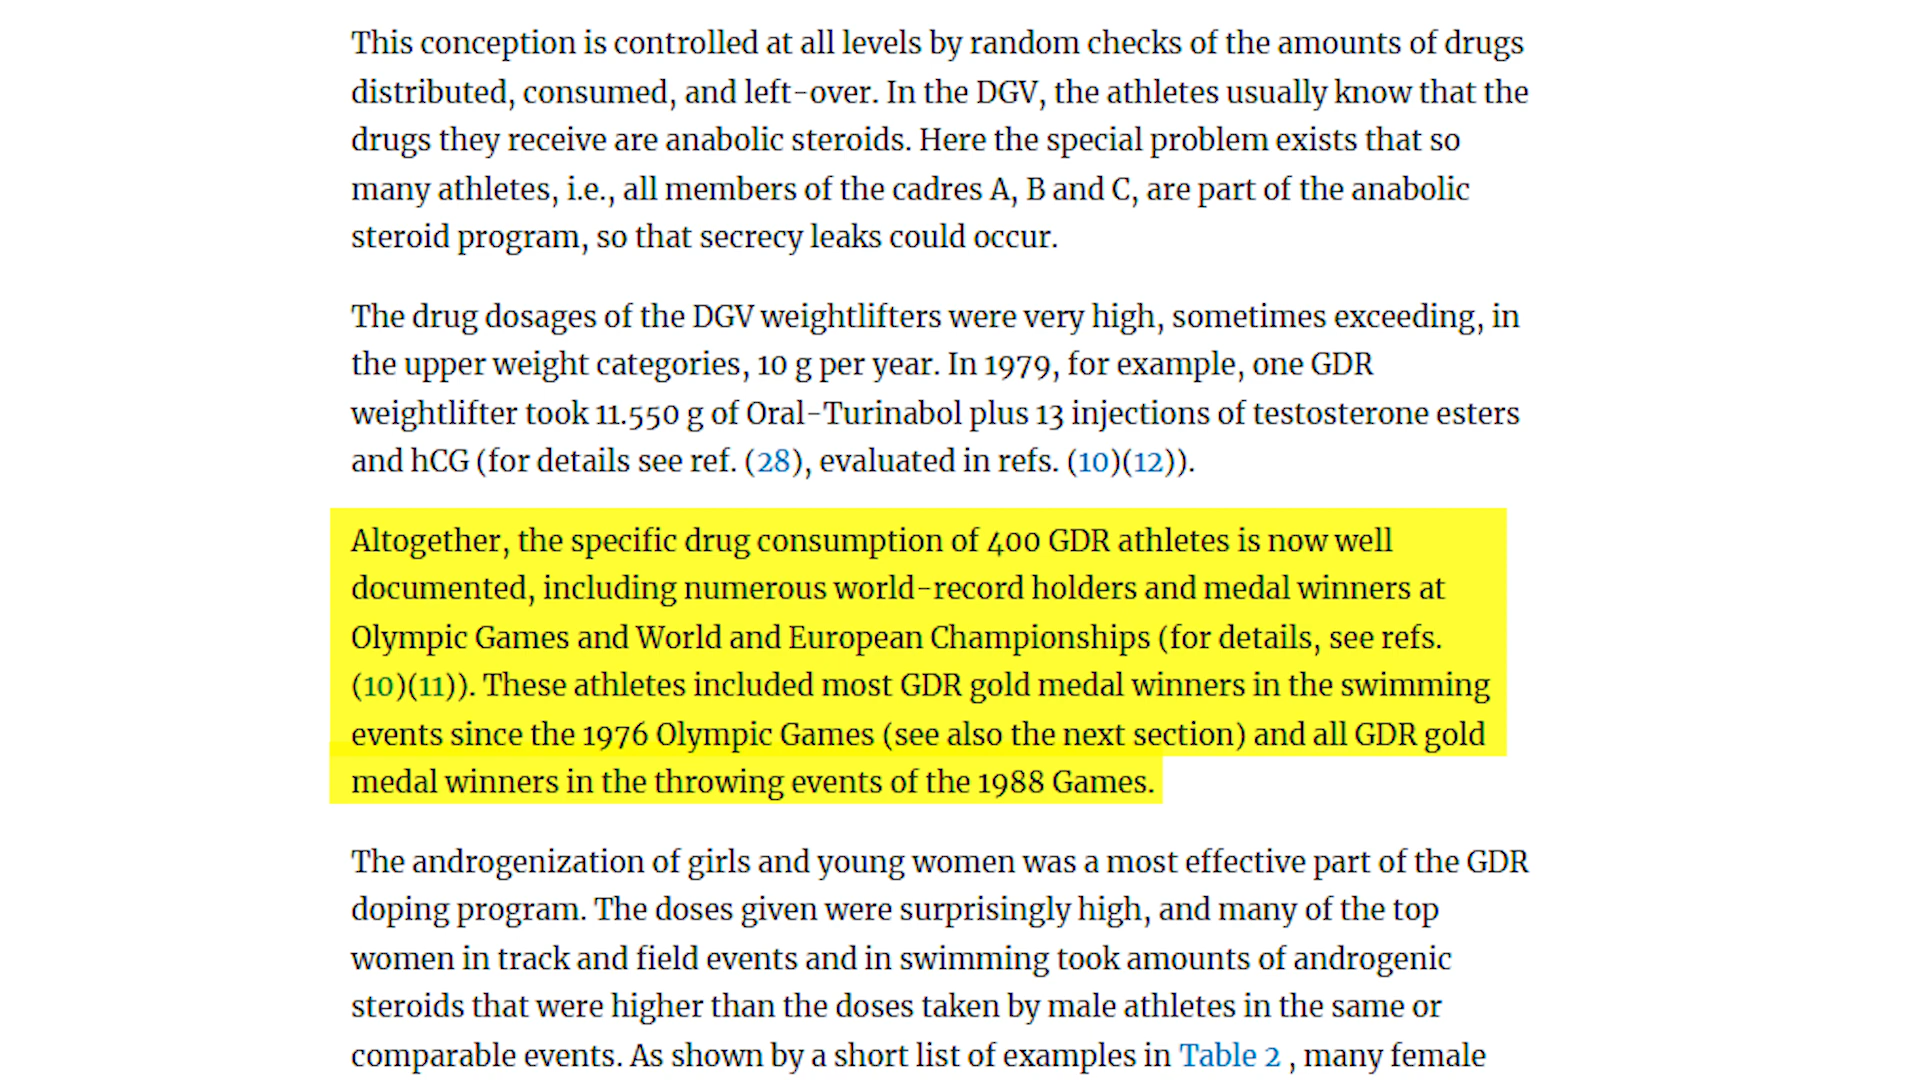 This conception is controlled at all levels by random checks of the amounts of drugs
distributed, consumed, and left-over. In the DGV, the athletes usually know that the
drugs they receive are anabolic steroids. Here the special problem exists that so
many athletes, i.e., all members of the cadres A, B and C, are part of the anabolic
steroid program, so that secrecy leaks could occur.
The drug dosages of the DGV weightlifters were very high, sometimes exceeding, in
the upper weight categories, 10 g per year. In 1979, for example, one GDR
weightlifter took 11.550 g of Oral-Turinabol plus 13 injections of testosterone esters
and hCG (for details see ref. (28), evaluated in refs. (10)(12)).
Altogether, the specific drug consumption of 400 GDR athletes is now well
documented, including numerous world-record holders and medal winners at
Olympic Games and World and European Championships (for details, see refs.
(10)(11)). These athletes included most GDR gold medal winners in the swimming
events since the 1976 Olympic Games (see also the next section) and all GDR gold
medal winners in the throwing events of the 1988 Games.
The androgenization of girls and young women was a most effective part of the GDR
doping program. The doses given were surprisingly high, and many of the top
women in track and field events and in swimming took amounts of androgenic
steroids that were higher than the doses taken by male athletes in the same or
comparable events. As shown by a short list of examples in Table 2 , many female